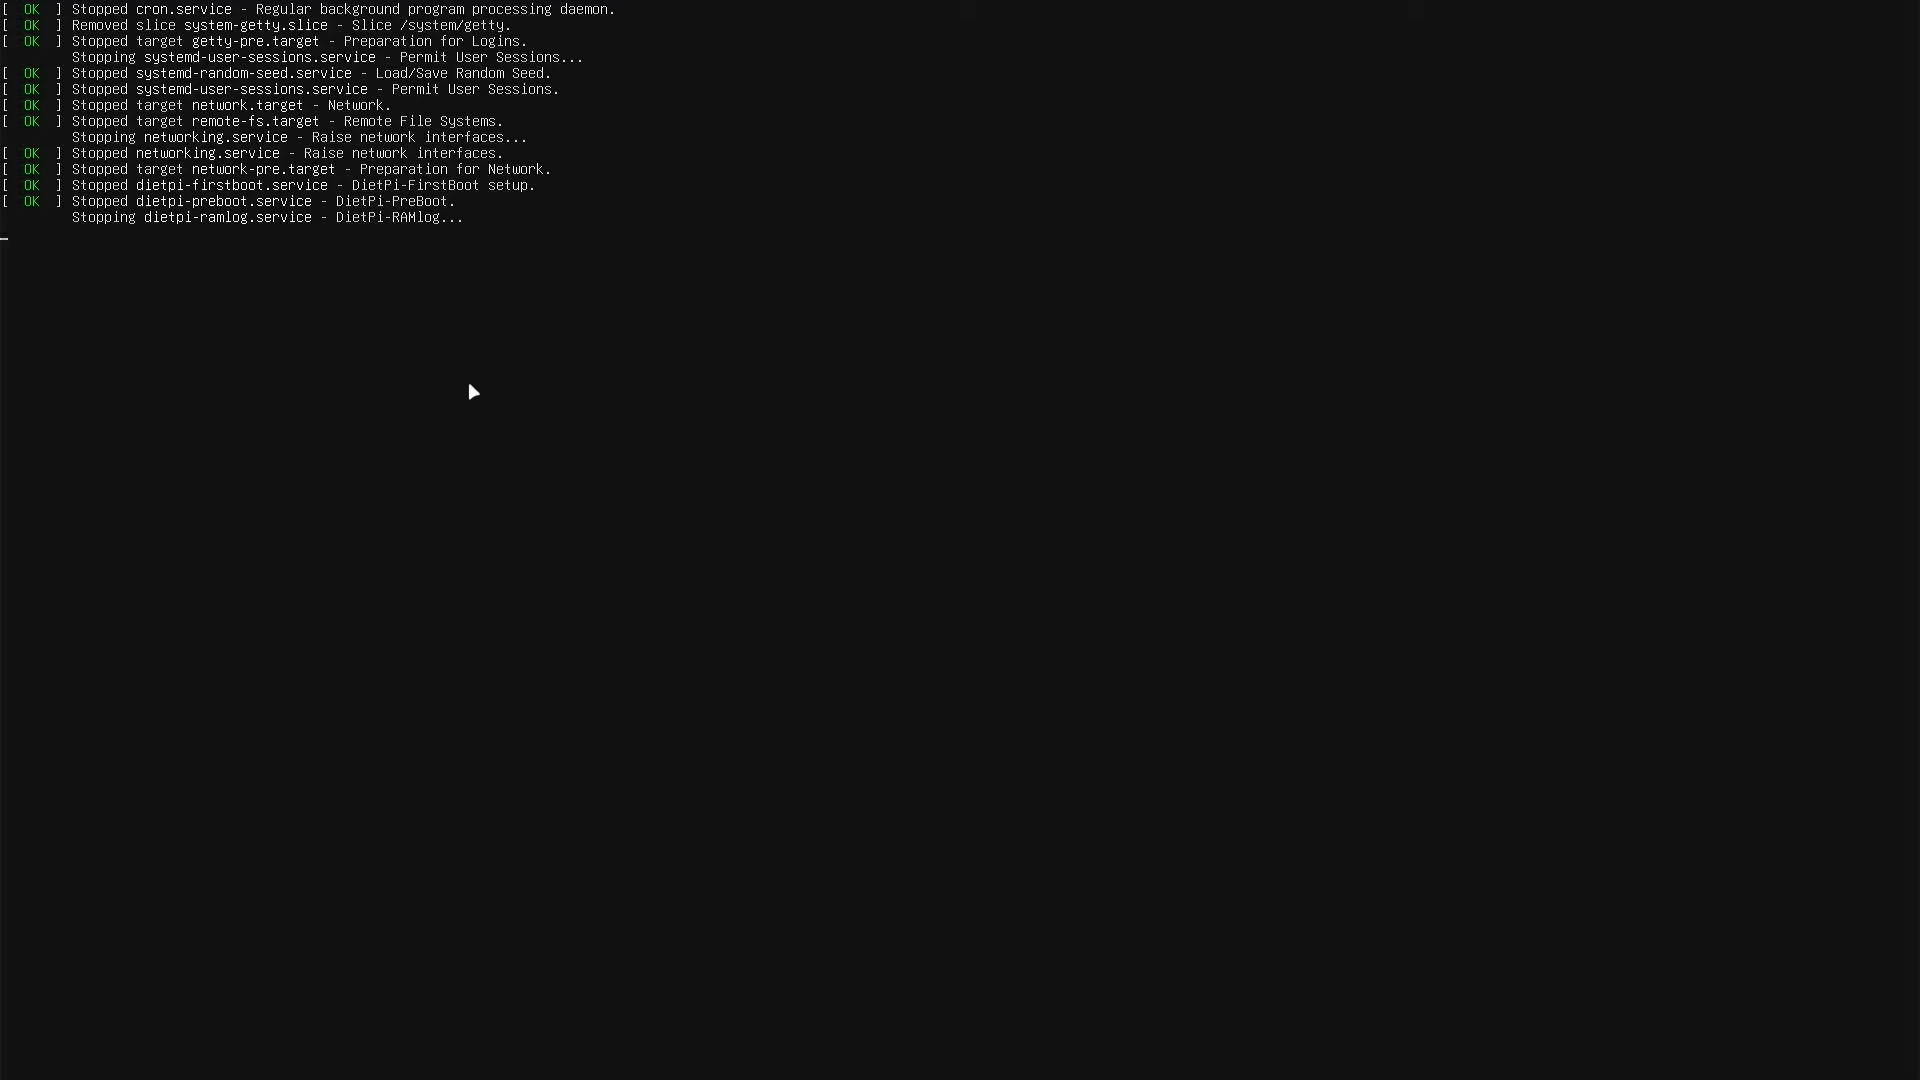 [  OK  ] Stopped cron.service - Regular background program processing daemon.
[  OK  ] Removed slice system-getty.slice - Slice /system/getty.
[  OK  ] Stopped target getty-pre.target - Preparation for Logins.
         Stopping systemd-user-sessions.service - Permit User Sessions...
[  OK  ] Stopped systemd-random-seed.service - Load/Save Random Seed.
[  OK  ] Stopped systemd-user-sessions.service - Permit User Sessions.
[  OK  ] Stopped target network.target - Network.
[  OK  ] Stopped target remote-fs.target - Remote File Systems.
         Stopping networking.service - Raise network interfaces...
[  OK  ] Stopped networking.service - Raise network interfaces.
[  OK  ] Stopped target network-pre.target - Preparation for Network.
[  OK  ] Stopped dietpi-firstboot.service - DietPi-FirstBoot setup.
[  OK  ] Stopped dietpi-preboot.service - DietPi-PreBoot.
         Stopping dietpi-ramlog.service - DietPi-RAMlog...